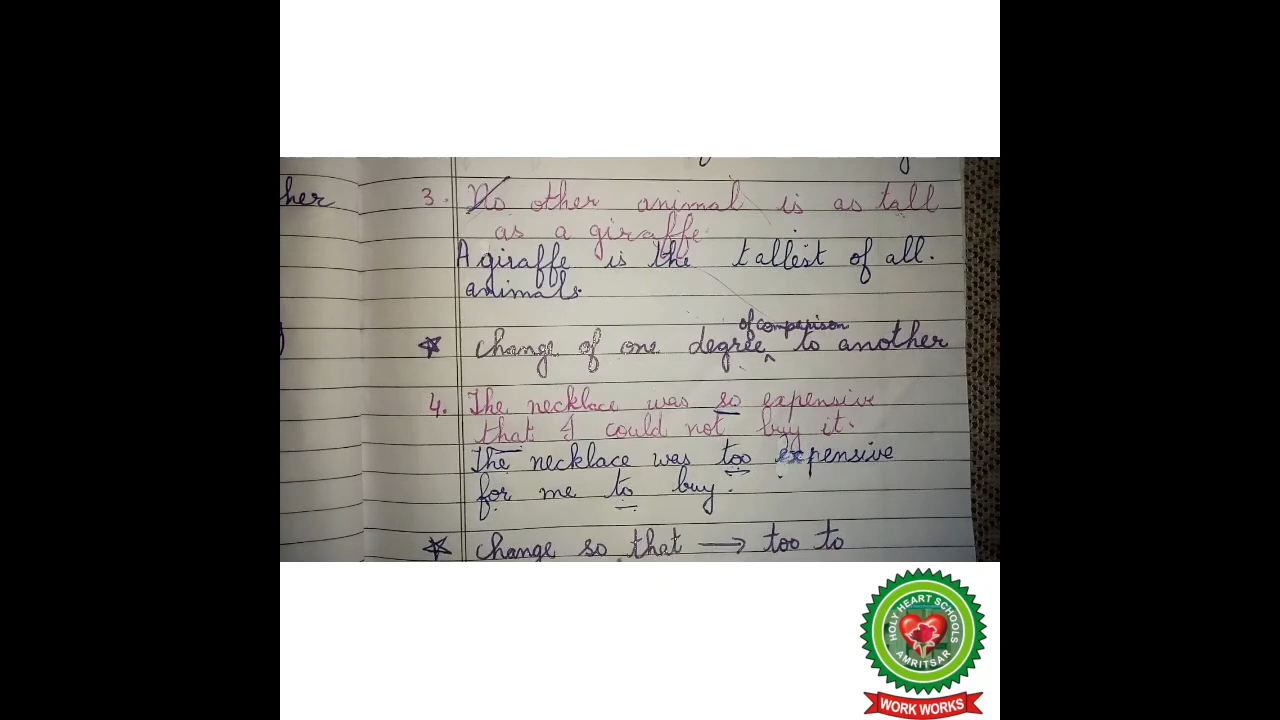 her
3. No other animal is as tall
as a giraffe
A giraffe is the tallest of all.
animals.
of comperison
★ change of one degree ^ to another
4. The necklace was so expensive
that I could not buy it.
The necklace was too expensive
for me to buy.
★ change so that → too to
HOLY HEART SCHOOLS
AMRITSAR
WORK WORKS